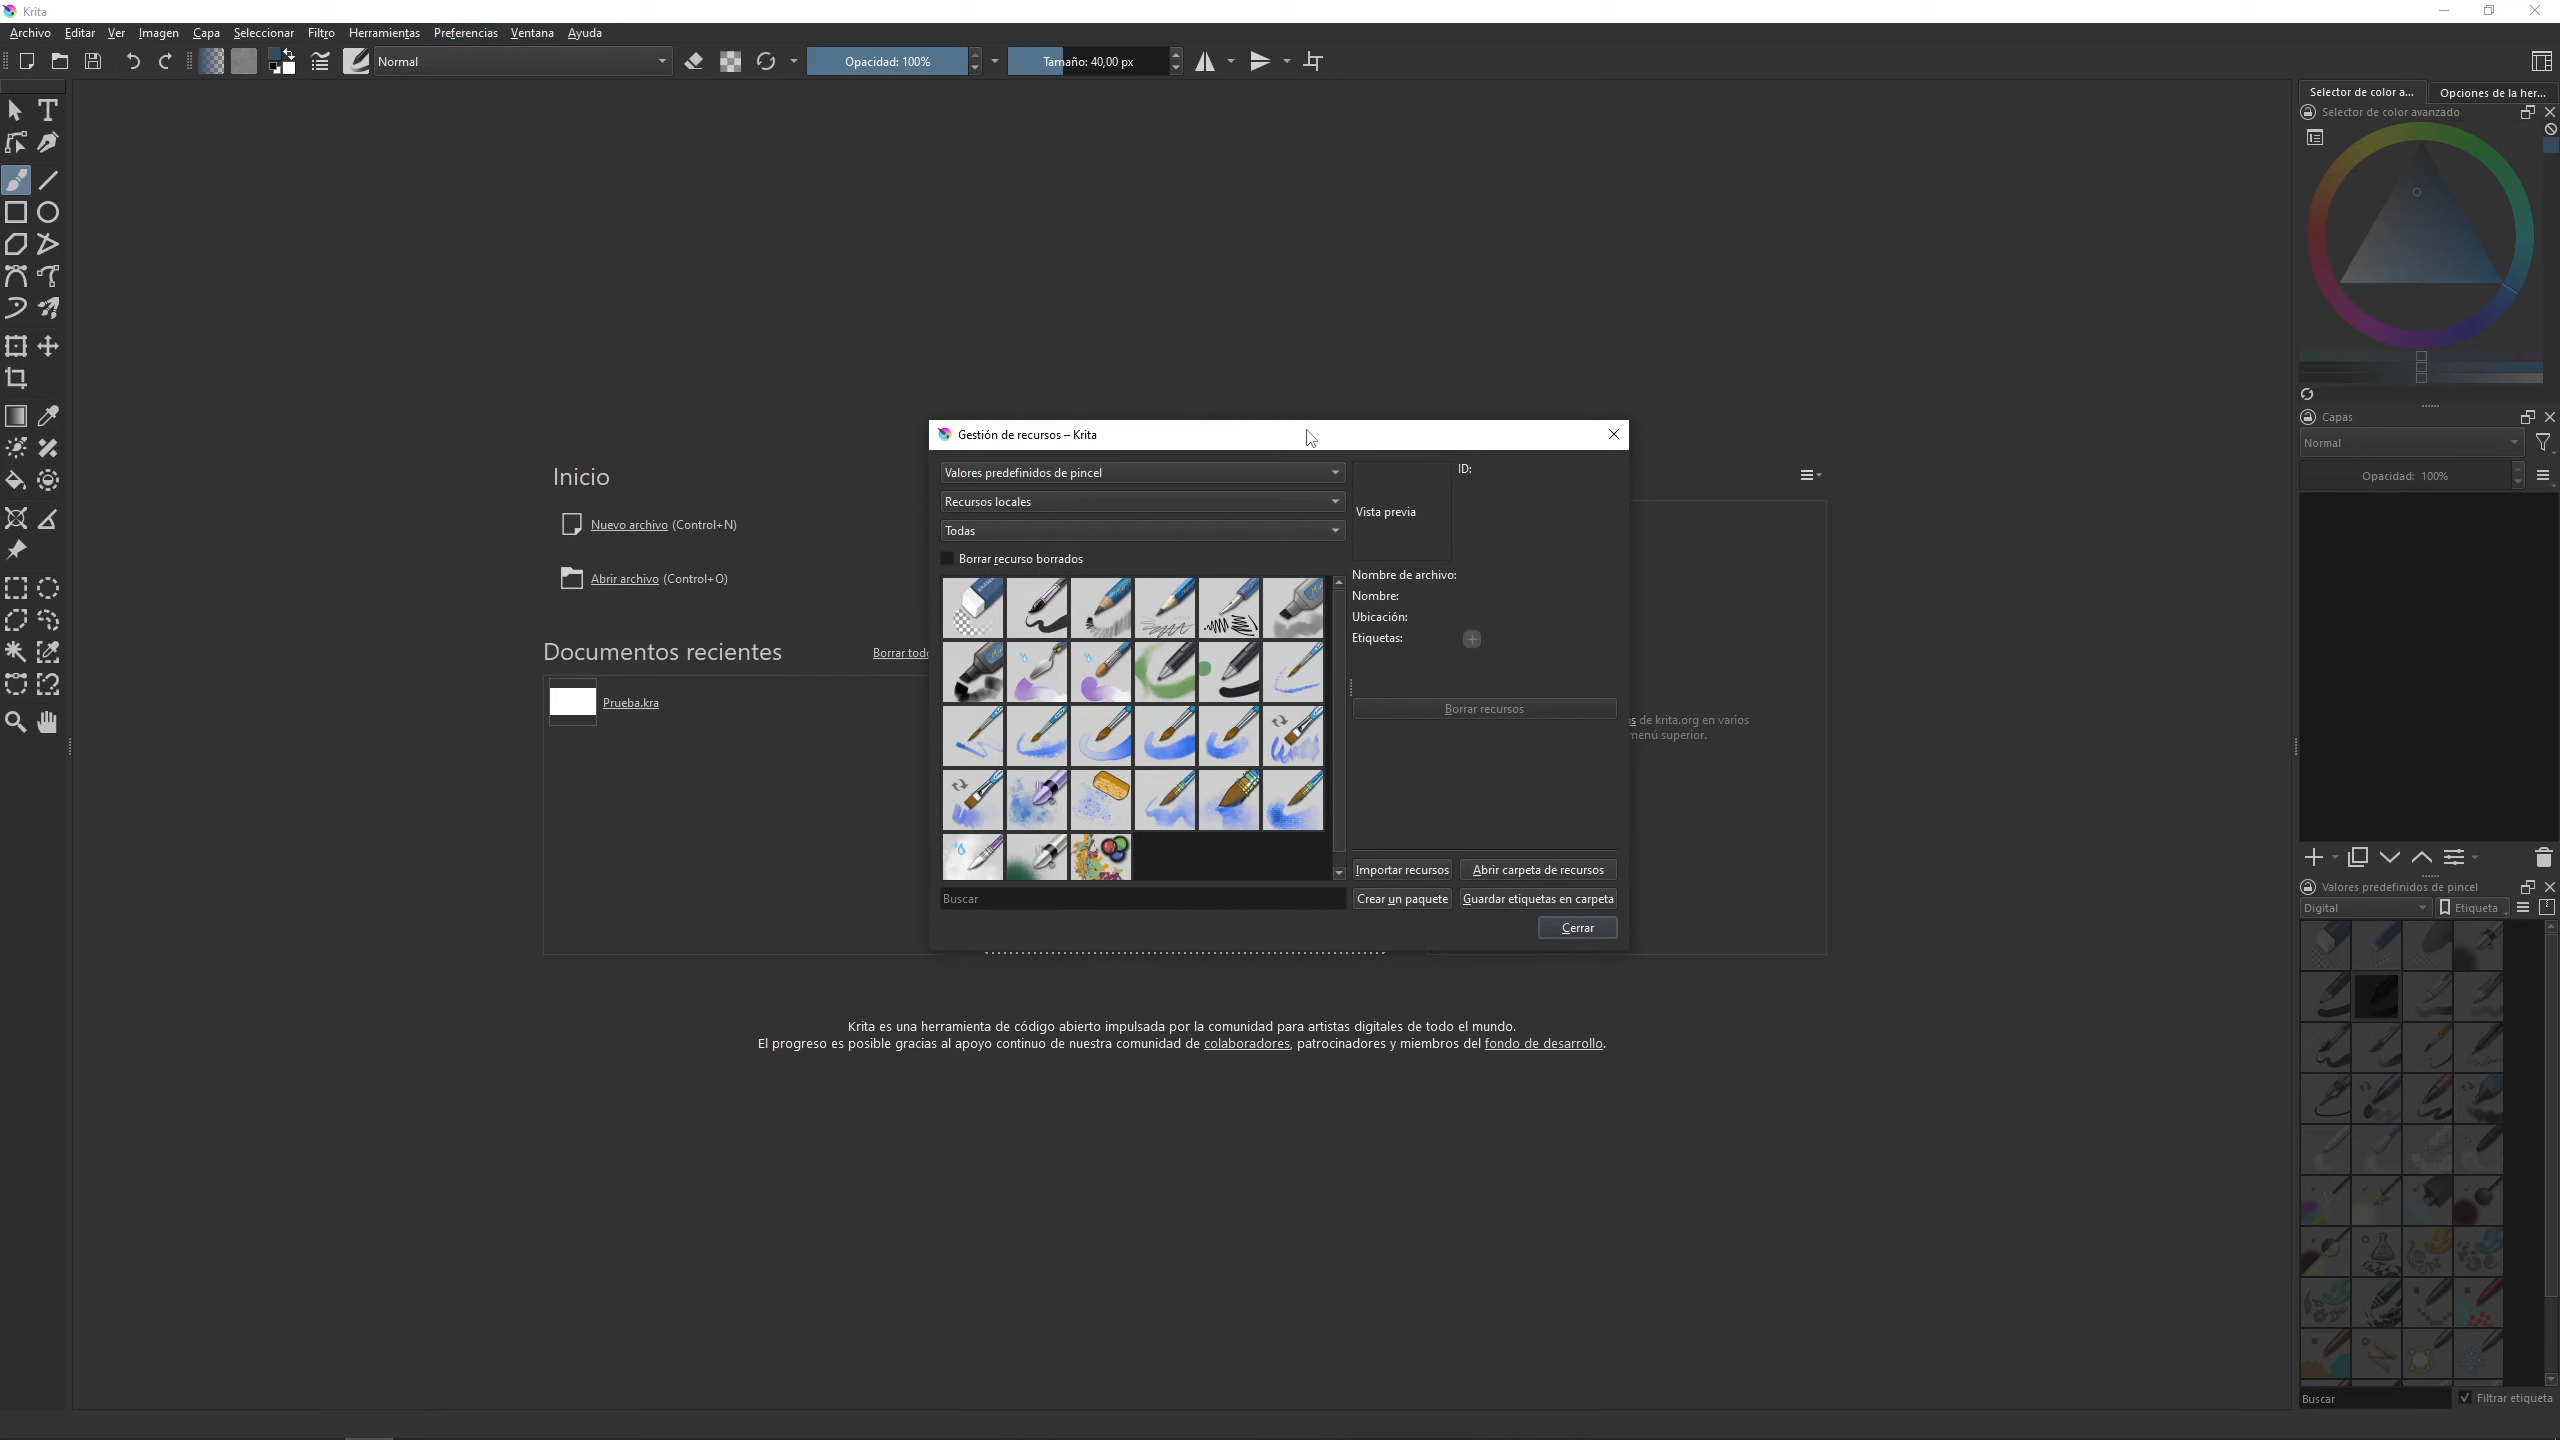 Krita
Archivo Editar Ver Imagen Capa Seleccionar Filtro Herramientas Preferencias Ventana Ayuda
Normal Opacidad: 100% Tamaño: 40,00 px
Selector de color a... Opciones de la her...
Selector de color avanzado
Capas
Normal
Opacidad: 100%
Gestión de recursos – Krita
Valores predefinidos de pincel
Recursos locales
Todas
Borrar recurso borrados
Buscar
ID:
Vista previa
Nombre de archivo:
Nombre:
Ubicación:
Etiquetas:
Borrar recursos
Importar recursos Abrir carpeta de recursos
Crear un paquete Guardar etiquetas en carpeta
Cerrar
Inicio
Nuevo archivo (Control+N)
Abrir archivo (Control+O)
Documentos recientes Borrar todo
Prueba.kra
de krita.org en varios
menú superior.
Krita es una herramienta de código abierto impulsada por la comunidad para artistas digitales de todo el mundo.
El progreso es posible gracias al apoyo continuo de nuestra comunidad de colaboradores, patrocinadores y miembros del fondo de desarrollo.
Valores predefinidos de pincel
Digital Etiqueta
Buscar Filtrar etiqueta